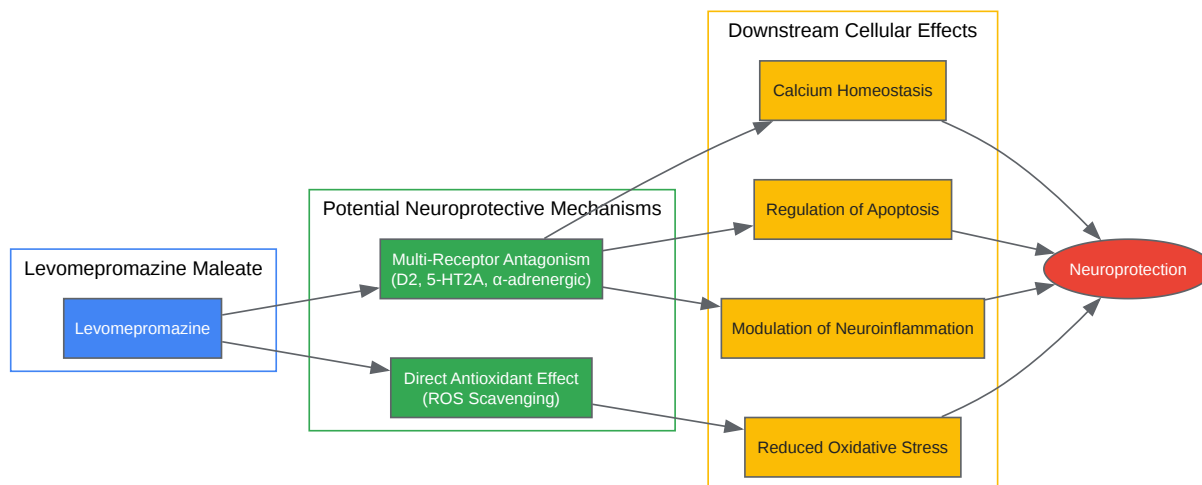 Levomepromazine Maleate
Levomepromazine
Potential Neuroprotective Mechanisms
Multi-Receptor Antagonism
(D2, 5-HT2A, α-adrenergic)
Direct Antioxidant Effect
(ROS Scavenging)
Downstream Cellular Effects
Calcium Homeostasis
Regulation of Apoptosis
Modulation of Neuroinflammation
Reduced Oxidative Stress
Neuroprotection